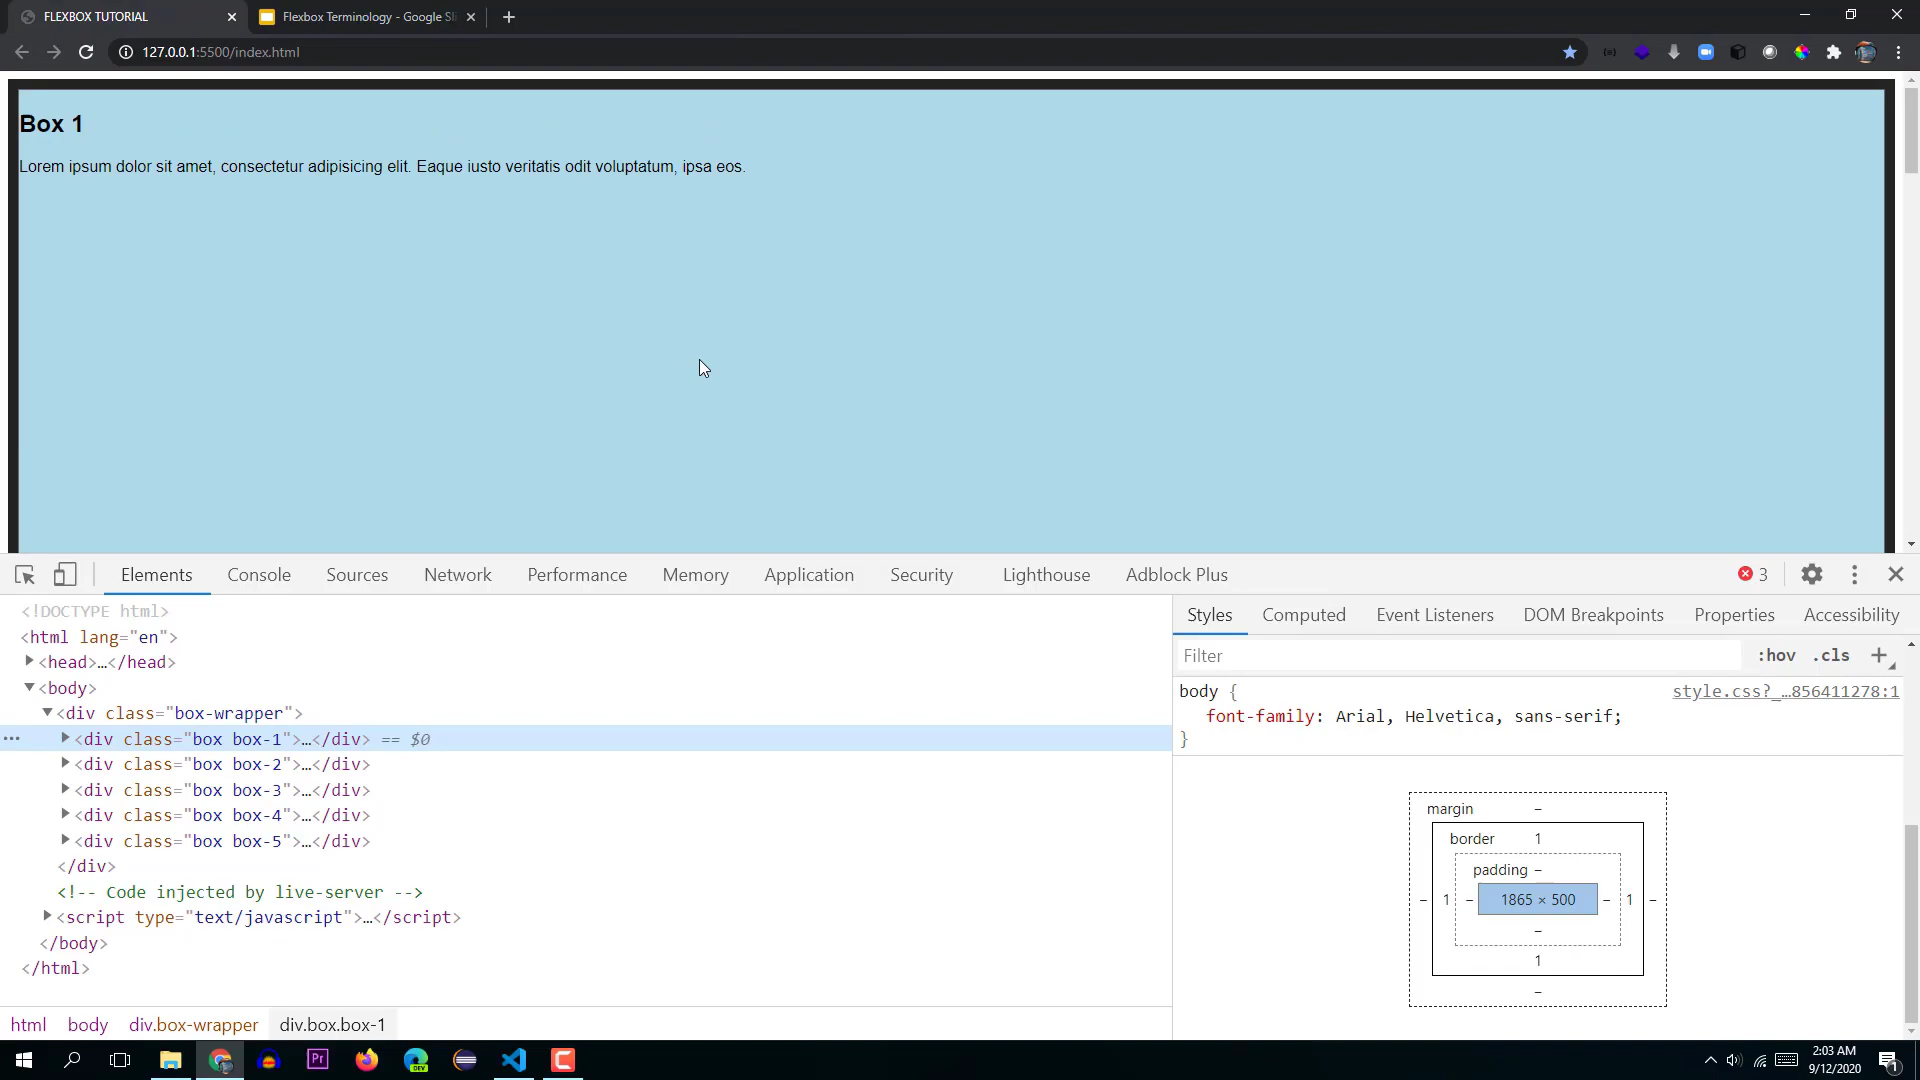 FLEXBOX TUTORIAL
Flexbox Terminology - Google Sli
127.0.0.1:5500/index.html
Box 1
Lorem ipsum dolor sit amet, consectetur adipisicing elit. Eaque iusto veritatis odit voluptatum, ipsa eos.
Elements Console Sources Network Performance Memory Application Security Lighthouse Adblock Plus 3
<!DOCTYPE html>
<html lang="en">
<head>…</head>
<body>
<div class="box-wrapper">
<div class="box box-1">…</div> == $0
<div class="box box-2">…</div>
<div class="box box-3">…</div>
<div class="box box-4">…</div>
<div class="box box-5">…</div>
</div>
<!-- Code injected by live-server -->
<script type="text/javascript">…</script>
</body>
</html>
html body div.box-wrapper div.box.box-1
Styles Computed Event Listeners DOM Breakpoints Properties Accessibility
Filter :hov .cls +
body { style.css?_…856411278:1
font-family: Arial, Helvetica, sans-serif;
}
margin –
border 1
padding –
– 1 – 1865 × 500 – 1 –
–
1
–
Pr
DEV
2:03 AM
9/12/2020
1